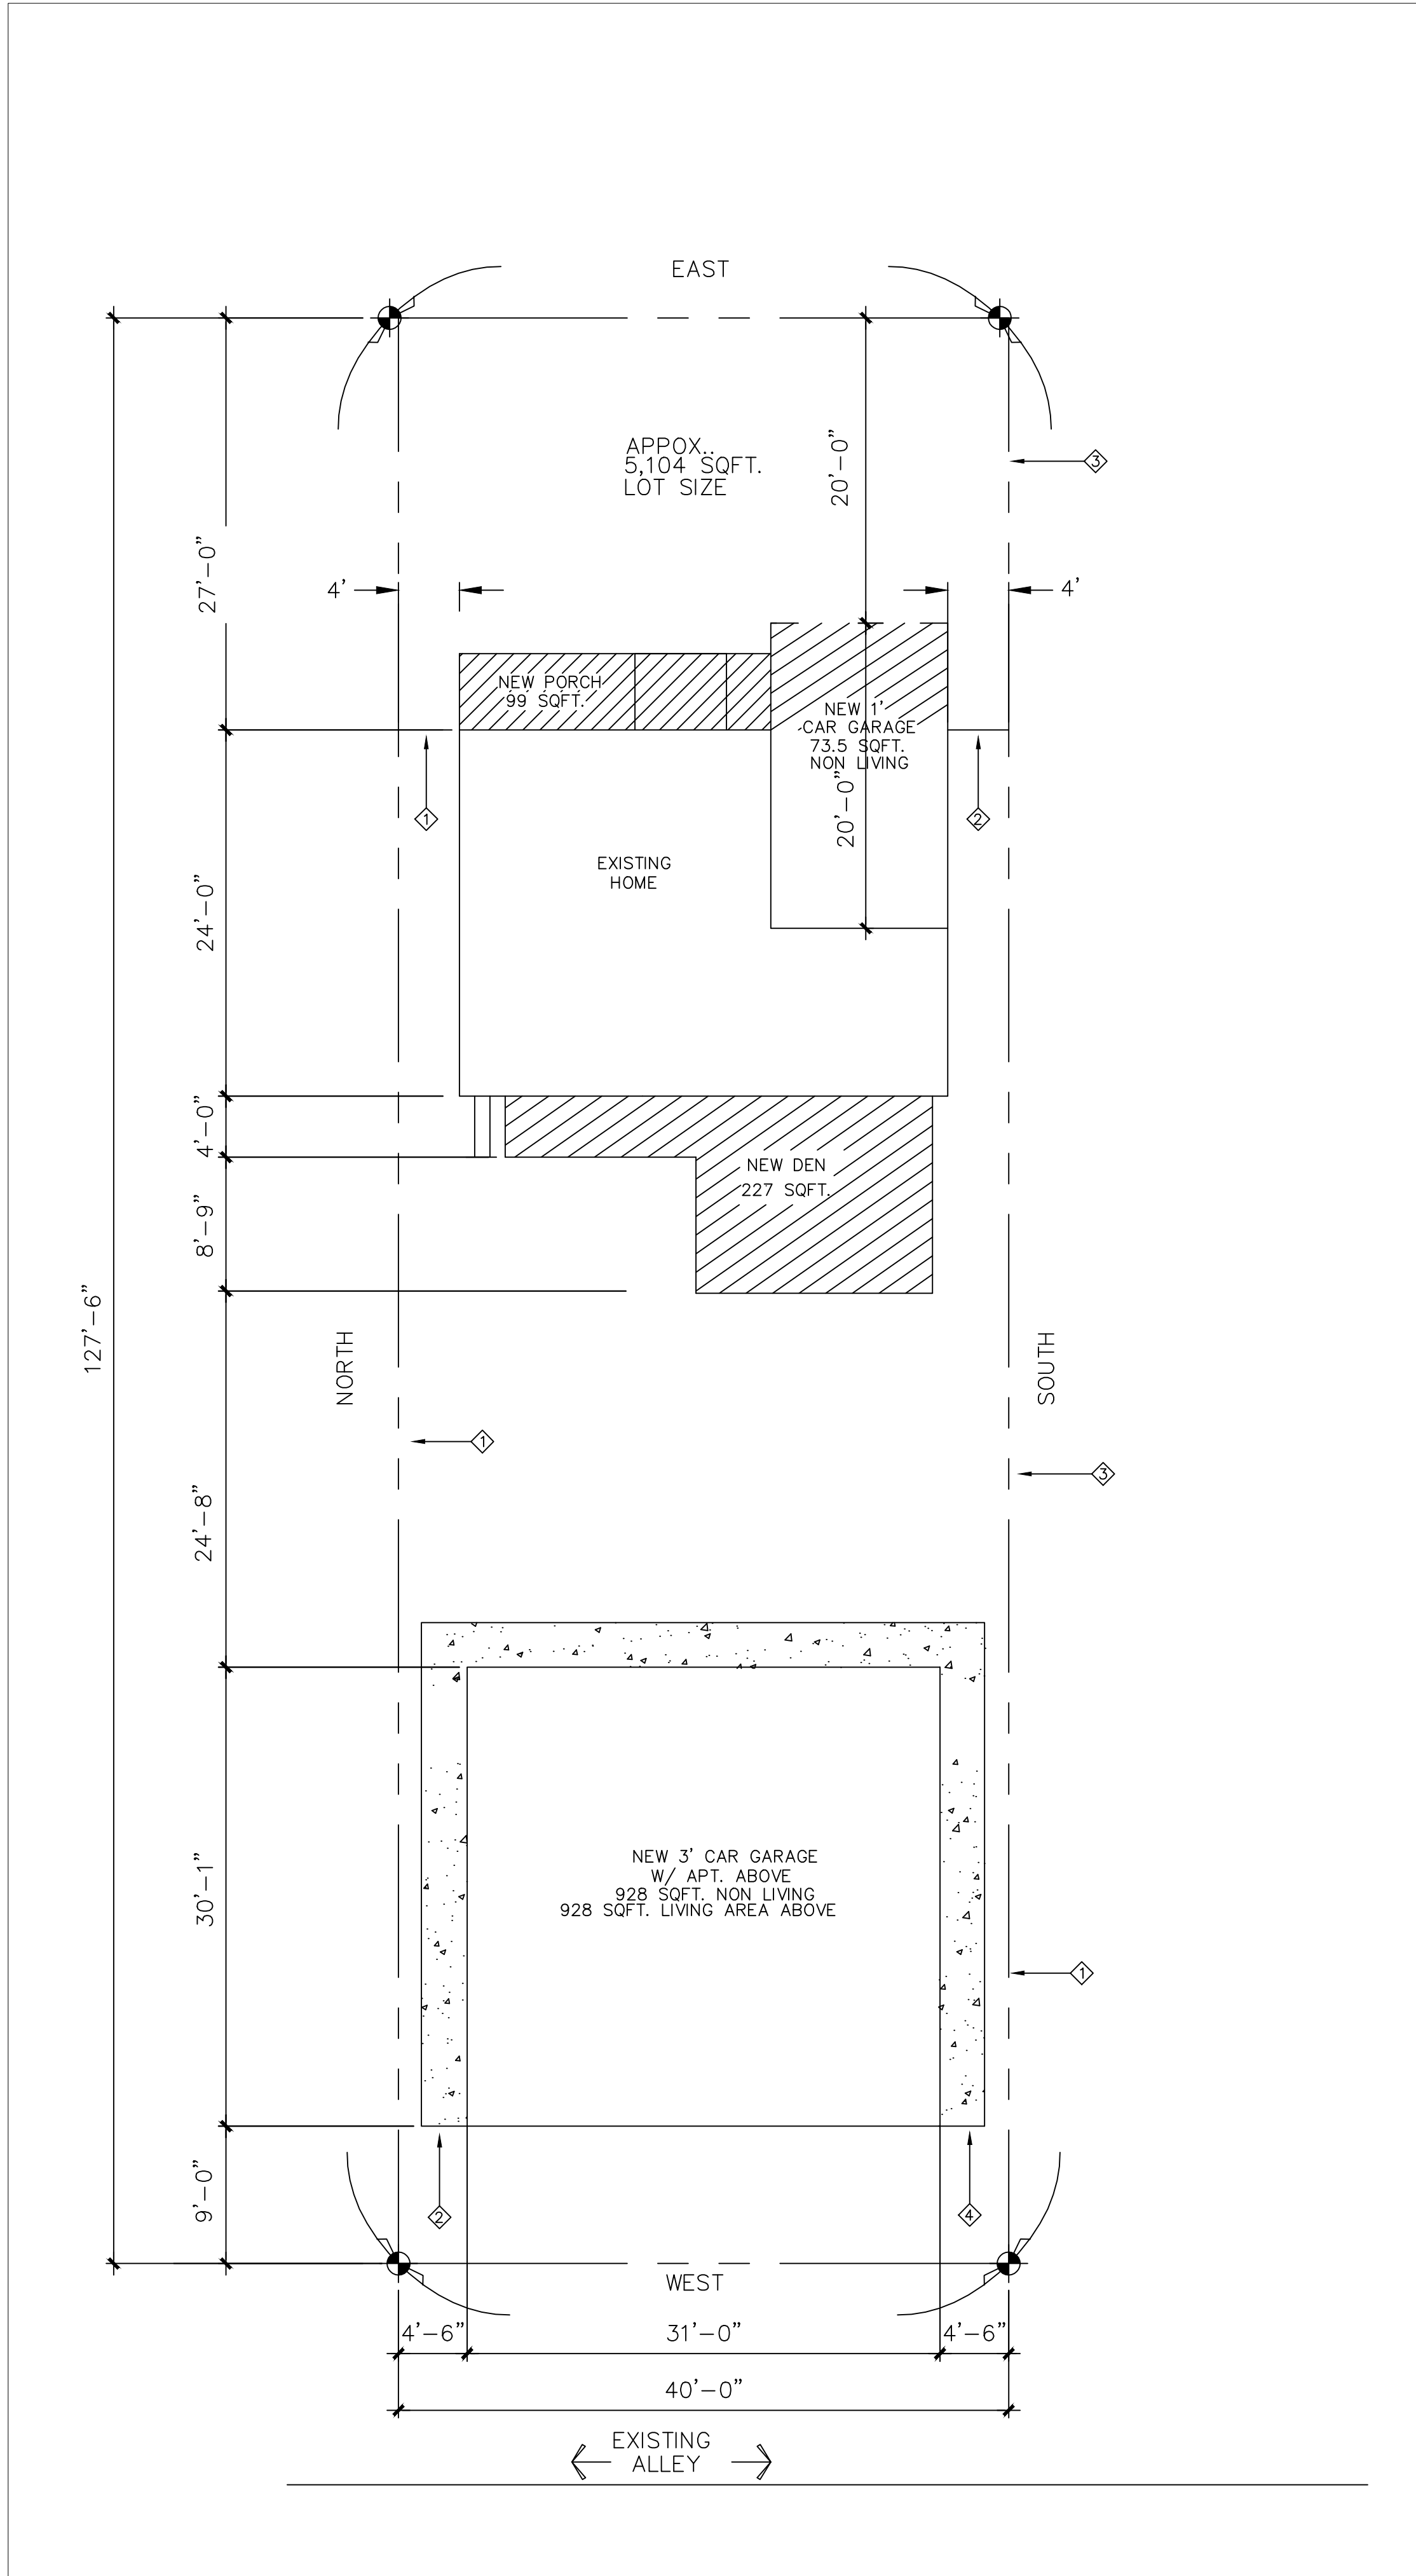 EAST
APPOX..
5,104 SQFT.
LOT SIZE
20'-0"
27'-0"
4'
4'
3
NEW PORCH
99 SQFT.
NEW 1'
CAR GARAGE
73.5 SQFT.
NON LIVING
20'-0"
1
2
EXISTING
HOME
24'-0"
4'-0"
NEW DEN
227 SQFT.
8'-9"
127'-6"
NORTH
SOUTH
1
3
24'-8"
NEW 3' CAR GARAGE
W/ APT. ABOVE
928 SQFT. NON LIVING
928 SQFT. LIVING AREA ABOVE
30'-1"
1
9'-0"
2
4
WEST
4'-6"
31'-0"
4'-6"
40'-0"
EXISTING
ALLEY